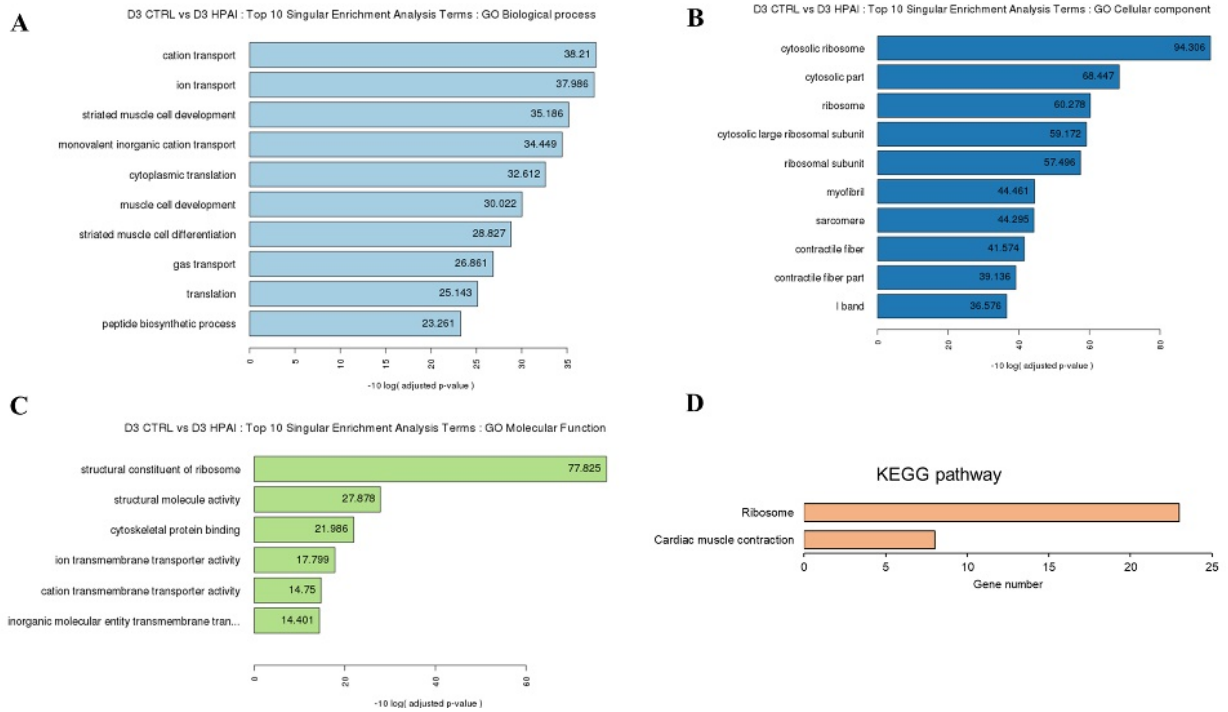 A
D3 CTRL vs D3 HPAI : Top 10 Singular Enrichment Analysis Terms : GO Biological process
cation transport 38.21
ion transport 37.986
striated muscle cell development 35.186
monovalent inorganic cation transport 34.449
cytoplasmic translation 32.612
muscle cell development 30.022
striated muscle cell differentiation 28.827
gas transport 26.861
translation 25.143
peptide biosynthetic process 23.261
0 5 10 15 20 25 30 35
-10 log( adjusted p-value )
B
D3 CTRL vs D3 HPAI : Top 10 Singular Enrichment Analysis Terms : GO Cellular component
cytosolic ribosome 94.306
cytosolic part 68.447
ribosome 60.278
cytosolic large ribosomal subunit 59.172
ribosomal subunit 57.496
myofibril 44.461
sarcomere 44.295
contractile fiber 41.574
contractile fiber part 39.136
I band 36.576
0 20 40 60 80
-10 log( adjusted p-value )
C
D3 CTRL vs D3 HPAI : Top 10 Singular Enrichment Analysis Terms : GO Molecular Function
structural constituent of ribosome 77.825
structural molecule activity 27.878
cytoskeletal protein binding 21.986
ion transmembrane transporter activity 17.799
cation transmembrane transporter activity 14.75
inorganic molecular entity transmembrane tran... 14.401
0 20 40 60
-10 log( adjusted p-value )
D
KEGG pathway
Ribosome
Cardiac muscle contraction
0 5 10 15 20 25
Gene number